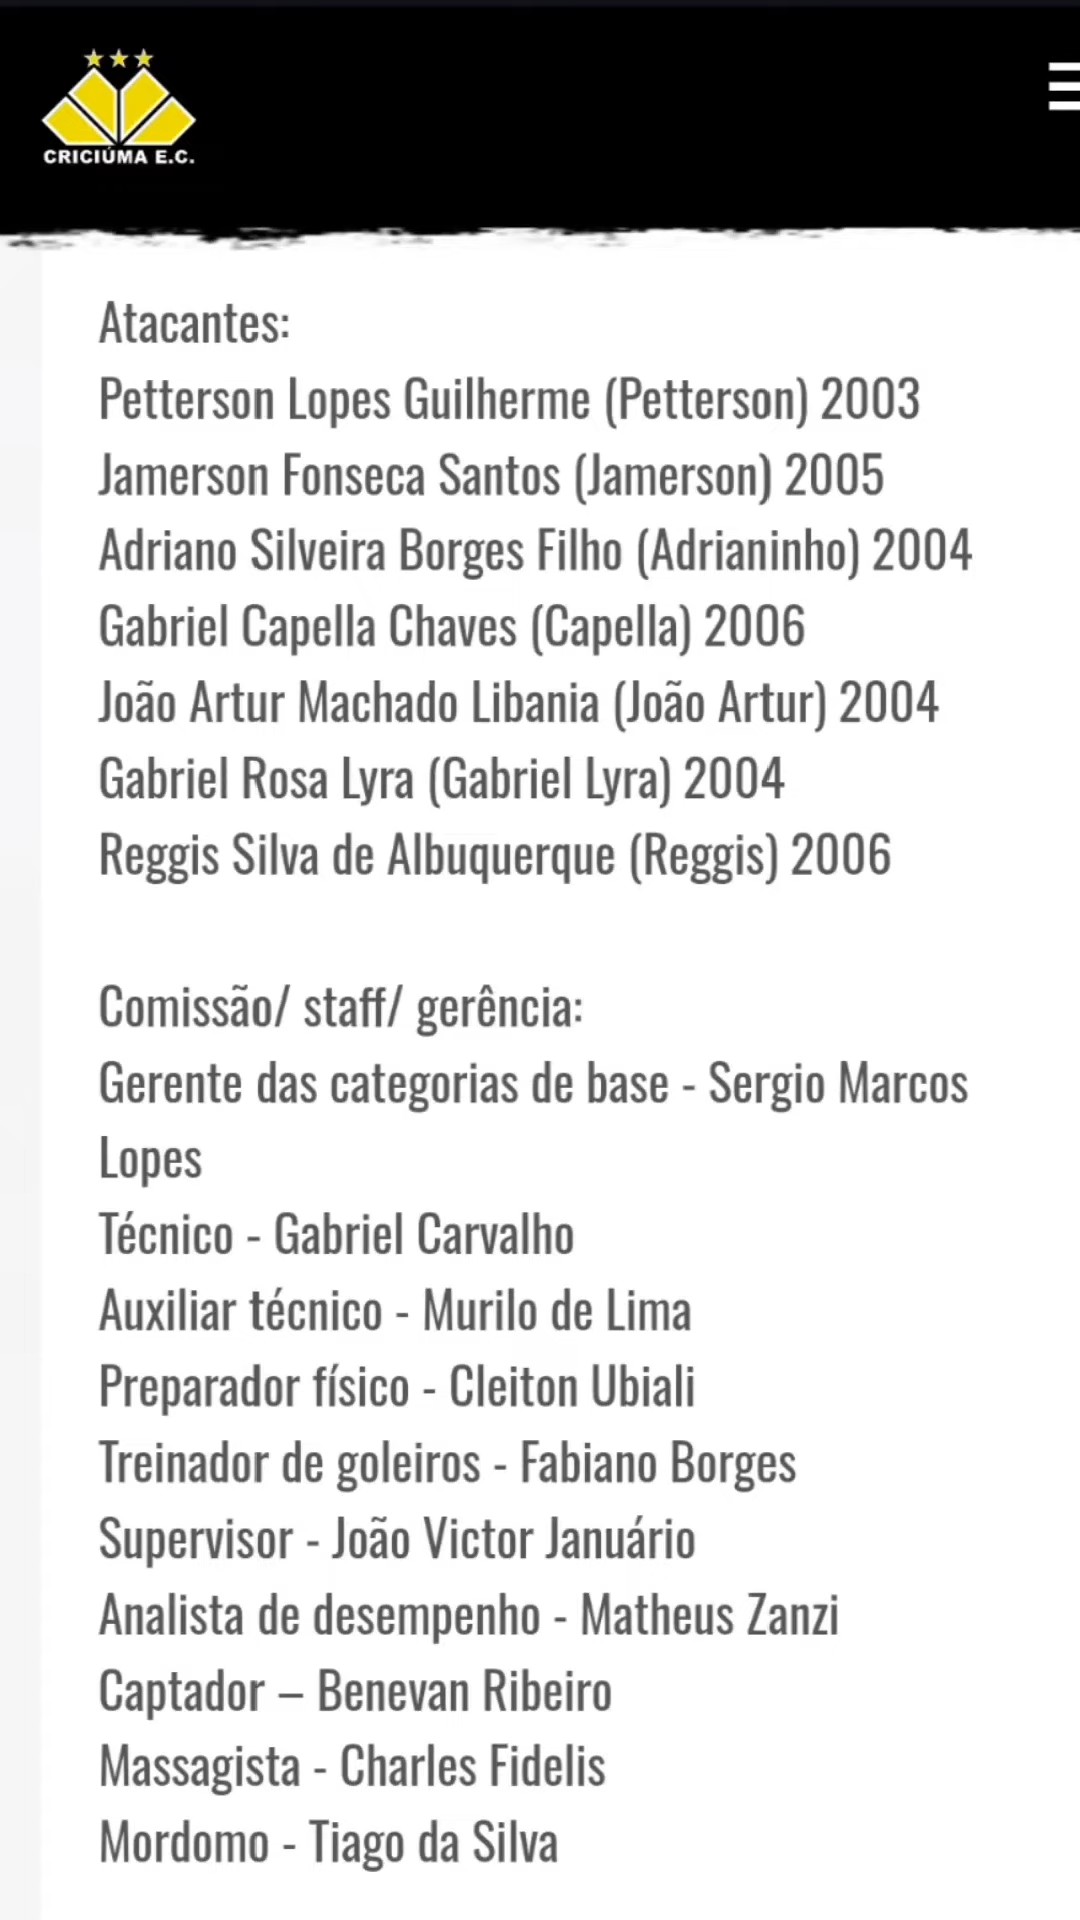 CRICIÚMA E.C.
Atacantes:
Petterson Lopes Guilherme (Petterson) 2003
Jamerson Fonseca Santos (Jamerson) 2005
Adriano Silveira Borges Filho (Adrianinho) 2004
Gabriel Capella Chaves (Capella) 2006
João Artur Machado Libania (João Artur) 2004
Gabriel Rosa Lyra (Gabriel Lyra) 2004
Reggis Silva de Albuquerque (Reggis) 2006
Comissão/ staff/ gerência:
Gerente das categorias de base - Sergio Marcos
Lopes
Técnico - Gabriel Carvalho
Auxiliar técnico - Murilo de Lima
Preparador físico - Cleiton Ubiali
Treinador de goleiros - Fabiano Borges
Supervisor - João Victor Januário
Analista de desempenho - Matheus Zanzi
Captador – Benevan Ribeiro
Massagista - Charles Fidelis
Mordomo - Tiago da Silva